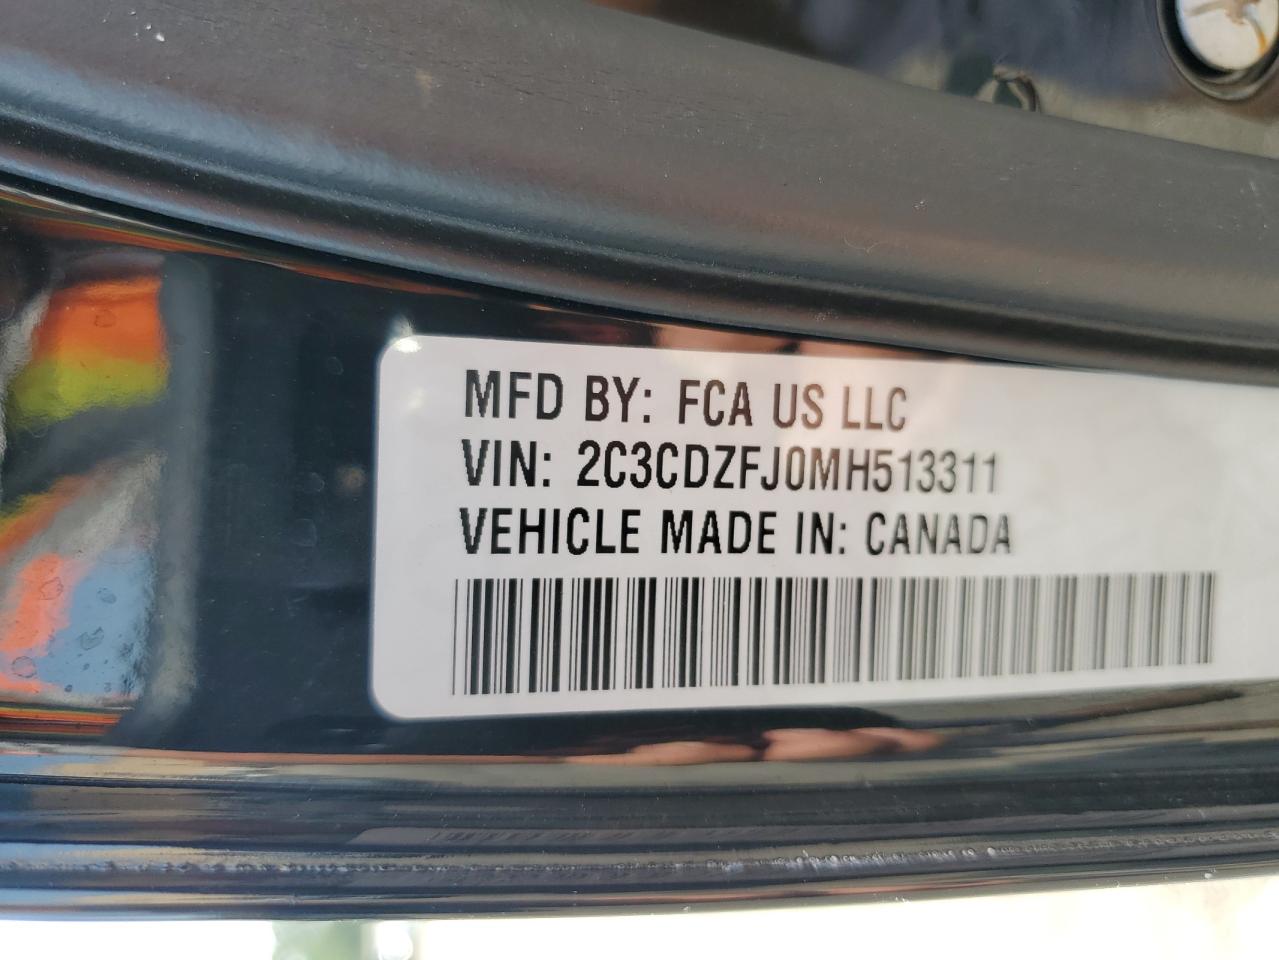 MFD BY: FCA US LLC
VIN: 2C3CDZFJ0MH513311
VEHICLE MADE IN: CANADA